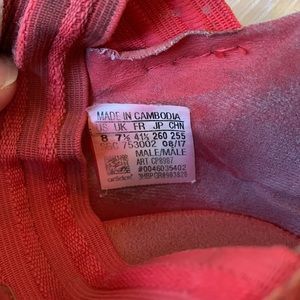 MADE IN CAMBODIA
US UK FR JP CHN
8 7½ 41⅓ 260 255
753002 08/17
MALE/MALE
ART CP8987
#0046035402
adidas